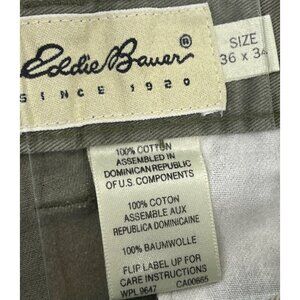 Eddie Bauer®
SINCE 1920
SIZE
36 x 34
100% COTTON
ASSEMBLED IN
DOMINICAN REPUBLIC
OF U.S. COMPONENTS
100% COTON
ASSEMBLE AUX
REPUBLICA DOMINICAINE
100% BAUMWOLLE
FLIP LABEL UP FOR
CARE INSTRUCTIONS
WPL 9647 CA00865